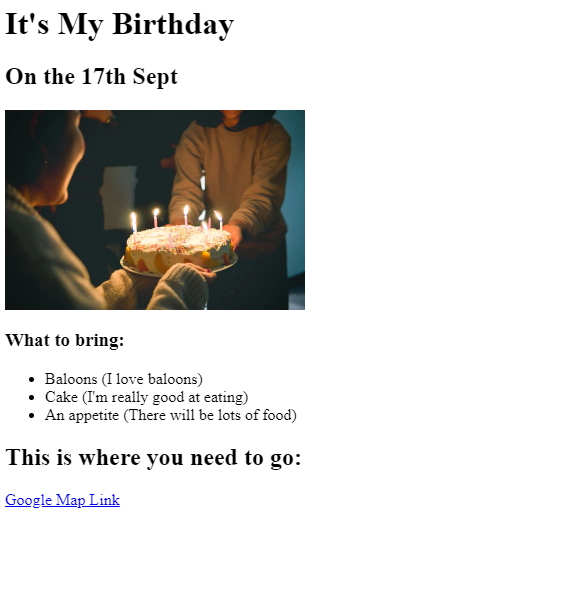 It's My Birthday
On the 17th Sept
What to bring:
Baloons (I love baloons)
Cake (I'm really good at eating)
An appetite (There will be lots of food)
This is where you need to go:
Google Map Link